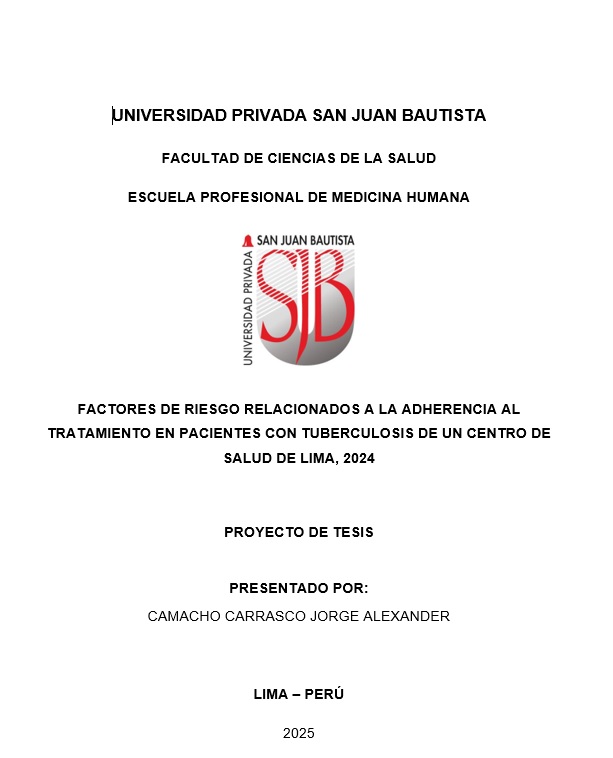 UNIVERSIDAD PRIVADA SAN JUAN BAUTISTA
FACULTAD DE CIENCIAS DE LA SALUD
ESCUELA PROFESIONAL DE MEDICINA HUMANA
SAN JUAN BAUTISTA
UNIVERSIDAD PRIVADA
SJB
FACTORES DE RIESGO RELACIONADOS A LA ADHERENCIA AL
TRATAMIENTO EN PACIENTES CON TUBERCULOSIS DE UN CENTRO DE
SALUD DE LIMA, 2024
PROYECTO DE TESIS
PRESENTADO POR:
CAMACHO CARRASCO JORGE ALEXANDER
LIMA – PERÚ
2025